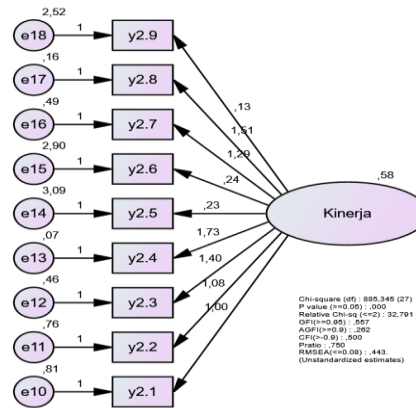 2,52
e18 1 y2.9
,16
e17 1 y2.8
,49
e16 1 y2.7
2,90
e15 1 y2.6
3,09
e14 1 y2.5
,07
e13 1 y2.4
,46
e12 1 y2.3
,76
e11 1 y2.2
,81
e10 1 y2.1
,13
1,51
1,29
,24
,23
1,73
1,40
1,08
1,00
,58
Kinerja
Chi-square (df) : 885,345 (27)
P value (>=0.05) : ,000
Relative Chi-sq (<=2) : 32,791
GFI(>=0.95) : ,557
AGFI(>=0.9) : ,262
CFI(>-0.9) : ,500
Pratio : ,750
RMSEA(<=0.08) : ,443,
(Unstandardized estimates)